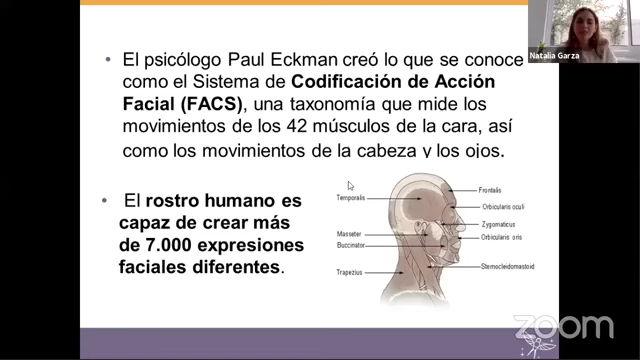 Natalia Garza
• El psicólogo Paul Eckman creó lo que se conoce
como el Sistema de Codificación de Acción
Facial (FACS), una taxonomía que mide los
movimientos de los 42 músculos de la cara, así
como los movimientos de la cabeza y los ojos.
• El rostro humano es
capaz de crear más
de 7.000 expresiones
faciales diferentes.
Temporalis
Masseter
Buccinator
Trapezius
Frontalis
Orbicularis oculi
Zygomaticus
Orbicularis oris
Sternocleidomastoid
zoom